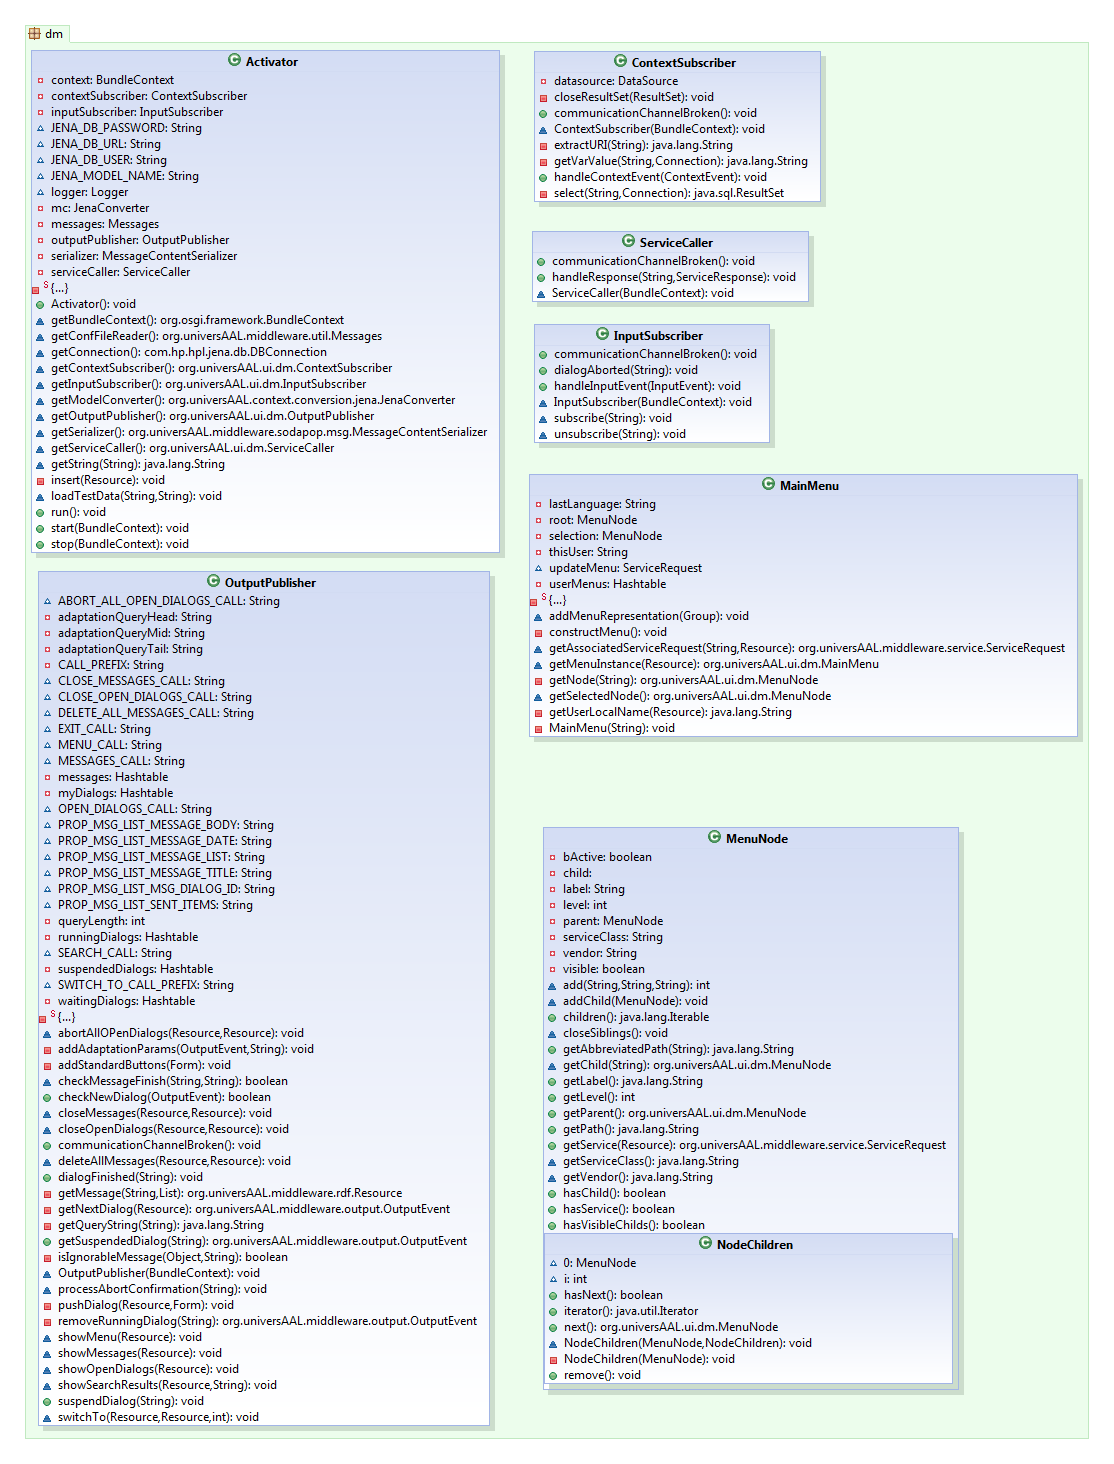 dm
Activator
context: BundleContext
contextSubscriber: ContextSubscriber
inputSubscriber: InputSubscriber
JENA_DB_PASSWORD: String
JENA_DB_URL: String
JENA_DB_USER: String
JENA_MODEL_NAME: String
logger: Logger
mc: JenaConverter
messages: Messages
outputPublisher: OutputPublisher
serializer: MessageContentSerializer
serviceCaller: ServiceCaller
S {...}
Activator(): void
getBundleContext(): org.osgi.framework.BundleContext
getConfFileReader(): org.universAAL.middleware.util.Messages
getConnection(): com.hp.hpl.jena.db.DBConnection
getContextSubscriber(): org.universAAL.ui.dm.ContextSubscriber
getInputSubscriber(): org.universAAL.ui.dm.InputSubscriber
getModelConverter(): org.universAAL.context.conversion.jena.JenaConverter
getOutputPublisher(): org.universAAL.ui.dm.OutputPublisher
getSerializer(): org.universAAL.middleware.sodapop.msg.MessageContentSerializer
getServiceCaller(): org.universAAL.ui.dm.ServiceCaller
getString(String): java.lang.String
insert(Resource): void
loadTestData(String,String): void
run(): void
start(BundleContext): void
stop(BundleContext): void
OutputPublisher
ABORT_ALL_OPEN_DIALOGS_CALL: String
adaptationQueryHead: String
adaptationQueryMid: String
adaptationQueryTail: String
CALL_PREFIX: String
CLOSE_MESSAGES_CALL: String
CLOSE_OPEN_DIALOGS_CALL: String
DELETE_ALL_MESSAGES_CALL: String
EXIT_CALL: String
MENU_CALL: String
MESSAGES_CALL: String
messages: Hashtable
myDialogs: Hashtable
OPEN_DIALOGS_CALL: String
PROP_MSG_LIST_MESSAGE_BODY: String
PROP_MSG_LIST_MESSAGE_DATE: String
PROP_MSG_LIST_MESSAGE_LIST: String
PROP_MSG_LIST_MESSAGE_TITLE: String
PROP_MSG_LIST_MSG_DIALOG_ID: String
PROP_MSG_LIST_SENT_ITEMS: String
queryLength: int
runningDialogs: Hashtable
SEARCH_CALL: String
suspendedDialogs: Hashtable
SWITCH_TO_CALL_PREFIX: String
waitingDialogs: Hashtable
S {...}
abortAllOPenDialogs(Resource,Resource): void
addAdaptationParams(OutputEvent,String): void
addStandardButtons(Form): void
checkMessageFinish(String,String): boolean
checkNewDialog(OutputEvent): boolean
closeMessages(Resource,Resource): void
closeOpenDialogs(Resource,Resource): void
communicationChannelBroken(): void
deleteAllMessages(Resource,Resource): void
dialogFinished(String): void
getMessage(String,List): org.universAAL.middleware.rdf.Resource
getNextDialog(Resource): org.universAAL.middleware.output.OutputEvent
getQueryString(String): java.lang.String
getSuspendedDialog(String): org.universAAL.middleware.output.OutputEvent
isIgnorableMessage(Object,String): boolean
OutputPublisher(BundleContext): void
processAbortConfirmation(String): void
pushDialog(Resource,Form): void
removeRunningDialog(String): org.universAAL.middleware.output.OutputEvent
showMenu(Resource): void
showMessages(Resource): void
showOpenDialogs(Resource): void
showSearchResults(Resource,String): void
suspendDialog(String): void
switchTo(Resource,Resource,int): void
ContextSubscriber
datasource: DataSource
closeResultSet(ResultSet): void
communicationChannelBroken(): void
ContextSubscriber(BundleContext): void
extractURI(String): java.lang.String
getVarValue(String,Connection): java.lang.String
handleContextEvent(ContextEvent): void
select(String,Connection): java.sql.ResultSet
ServiceCaller
communicationChannelBroken(): void
handleResponse(String,ServiceResponse): void
ServiceCaller(BundleContext): void
InputSubscriber
communicationChannelBroken(): void
dialogAborted(String): void
handleInputEvent(InputEvent): void
InputSubscriber(BundleContext): void
subscribe(String): void
unsubscribe(String): void
MainMenu
lastLanguage: String
root: MenuNode
selection: MenuNode
thisUser: String
updateMenu: ServiceRequest
userMenus: Hashtable
S {...}
addMenuRepresentation(Group): void
constructMenu(): void
getAssociatedServiceRequest(String,Resource): org.universAAL.middleware.service.ServiceRequest
getMenuInstance(Resource): org.universAAL.ui.dm.MainMenu
getNode(String): org.universAAL.ui.dm.MenuNode
getSelectedNode(): org.universAAL.ui.dm.MenuNode
getUserLocalName(Resource): java.lang.String
MainMenu(String): void
MenuNode
bActive: boolean
child:
label: String
level: int
parent: MenuNode
serviceClass: String
vendor: String
visible: boolean
add(String,String,String): int
addChild(MenuNode): void
children(): java.lang.Iterable
closeSiblings(): void
getAbbreviatedPath(String): java.lang.String
getChild(String): org.universAAL.ui.dm.MenuNode
getLabel(): java.lang.String
getLevel(): int
getParent(): org.universAAL.ui.dm.MenuNode
getPath(): java.lang.String
getService(Resource): org.universAAL.middleware.service.ServiceRequest
getServiceClass(): java.lang.String
getVendor(): java.lang.String
hasChild(): boolean
hasService(): boolean
hasVisibleChilds(): boolean
NodeChildren
0: MenuNode
i: int
hasNext(): boolean
iterator(): java.util.Iterator
next(): org.universAAL.ui.dm.MenuNode
NodeChildren(MenuNode,NodeChildren): void
NodeChildren(MenuNode): void
remove(): void